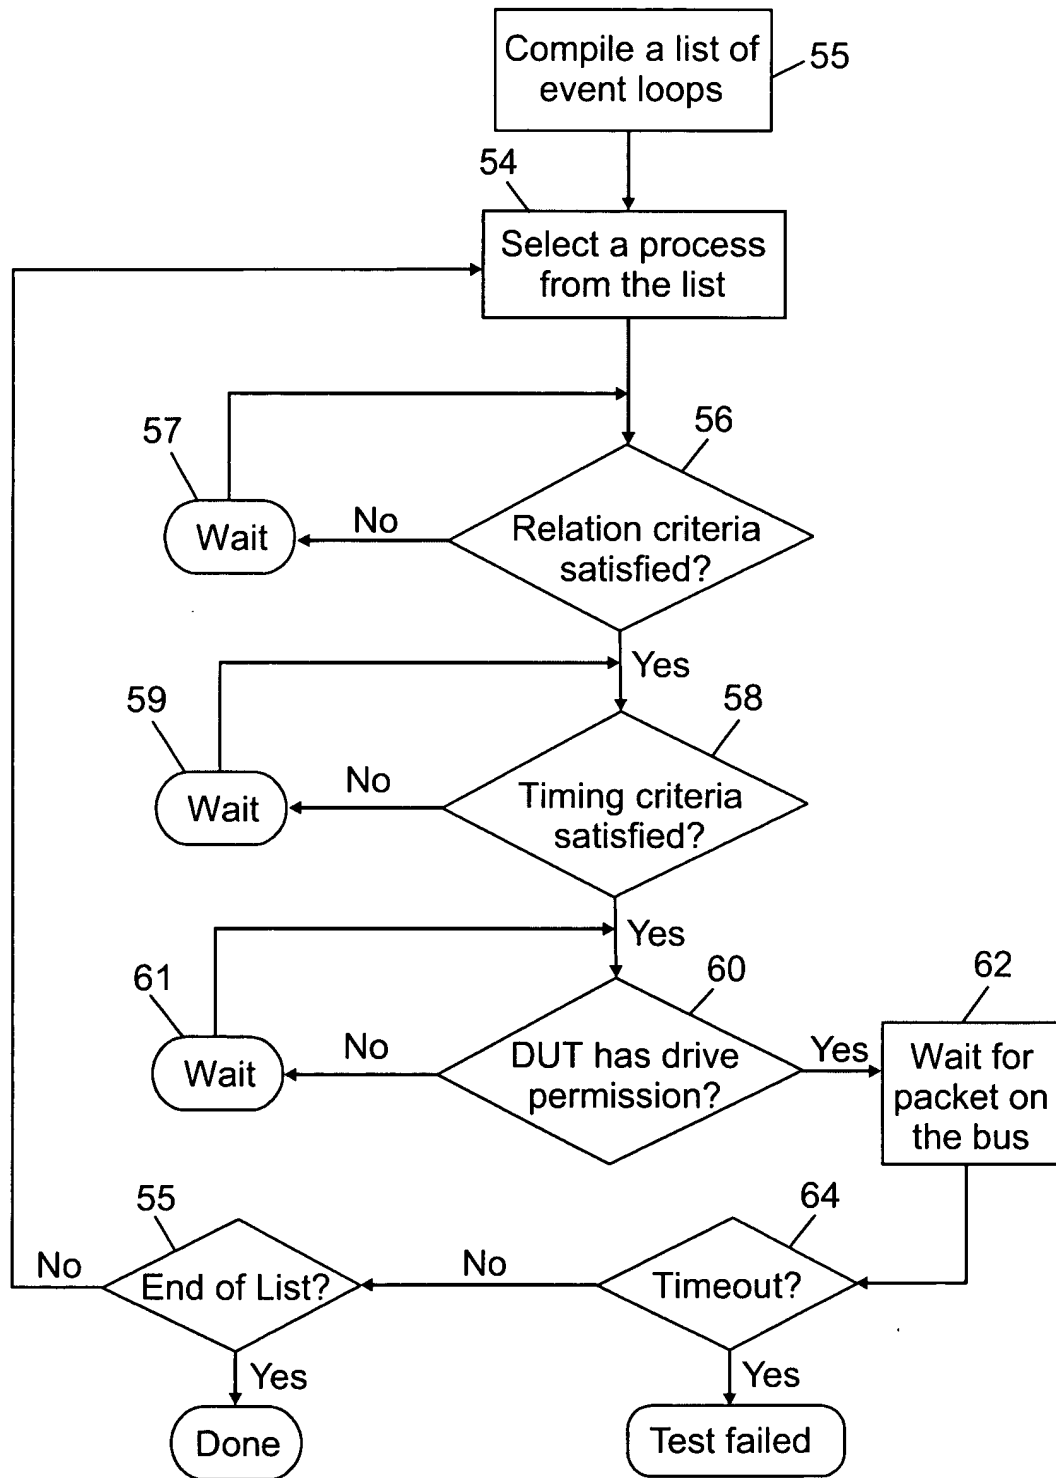 Compile a list of
event loops
55
54
Select a process
from the list
57
56
Wait
No
Relation criteria
satisfied?
Yes
59
58
Wait
No
Timing criteria
satisfied?
Yes
61
60
62
Wait
No
DUT has drive
permission?
Yes
Wait for
packet on
the bus
55
64
No
End of List?
No
Timeout?
Yes
Yes
Done
Test failed